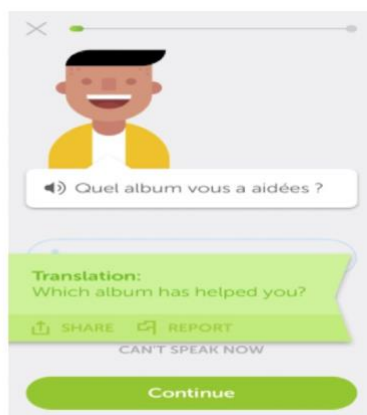 Quel album vous a aidées ?
Translation:
Which album has helped you?
SHARE REPORT
CAN'T SPEAK NOW
Continue